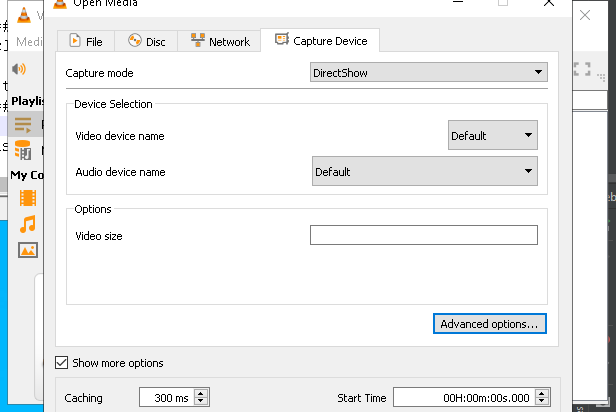 Open Media
File
Disc
Network
Capture Device
Medi
Capture mode
DirectShow
Playlis
Device Selection
Video device name
Default
Audio device name
Default
My Co
Options
Video size
Advanced options...
Show more options
Caching
300 ms
Start Time
00H:00m:00s.000